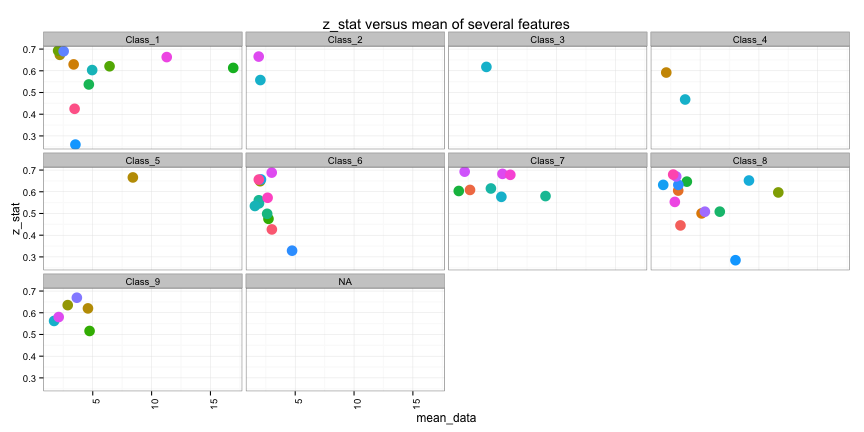 z_stat versus mean of several features
Class_1 Class_2 Class_3 Class_4
0.7
0.6
0.5
0.4
0.3
Class_5 Class_6 Class_7 Class_8
0.7
0.6
0.5
0.4
0.3
z_stat
Class_9 NA
0.7
0.6
0.5
0.4
0.3
5 10 15 5 10 15
mean_data